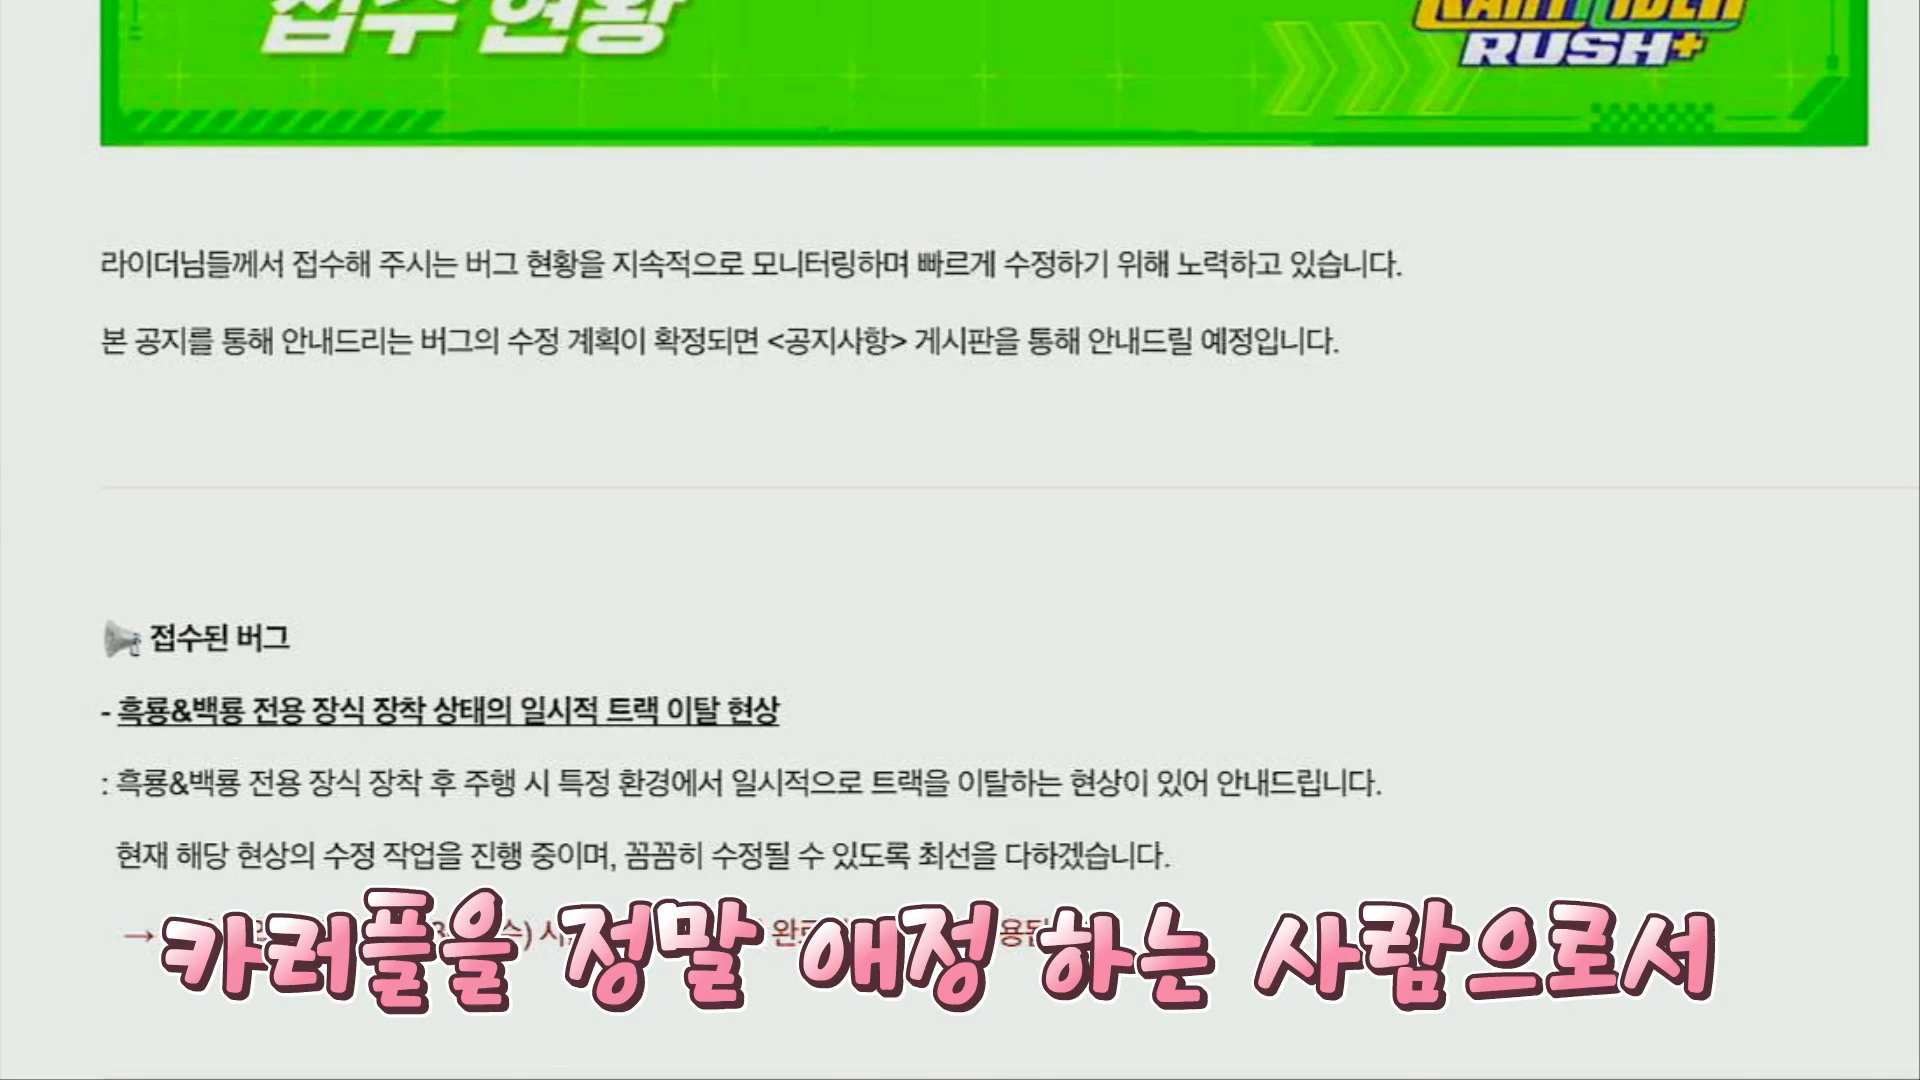 접수 현황
KARTRIDER
RUSH+
라이더님들께서 접수해 주시는 버그 현황을 지속적으로 모니터링하며 빠르게 수정하기 위해 노력하고 있습니다.
본 공지를 통해 안내드리는 버그의 수정 계획이 확정되면 <공지사항> 게시판을 통해 안내드릴 예정입니다.
접수된 버그
- 흑룡&백룡 전용 장식 장착 상태의 일시적 트랙 이탈 현상
: 흑룡&백룡 전용 장식 장착 후 주행 시 특정 환경에서 일시적으로 트랙을 이탈하는 현상이 있어 안내드립니다.
현재 해당 현상의 수정 작업을 진행 중이며, 꼼꼼히 수정될 수 있도록 최선을 다하겠습니다.
→
카러플을 정말 애정 하는 사람으로서